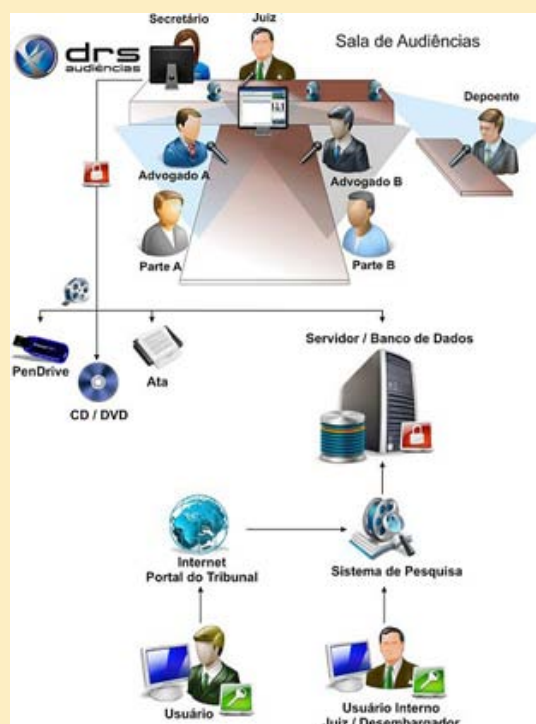 drs
audiências
Secretário
Juiz
Sala de Audiências
Depoente
Advogado A
Advogado B
Parte A
Parte B
PenDrive
CD / DVD
Ata
Servidor / Banco de Dados
Internet
Portal do Tribunal
Sistema de Pesquisa
Usuário
Usuário Interno
Juiz / Desembargador